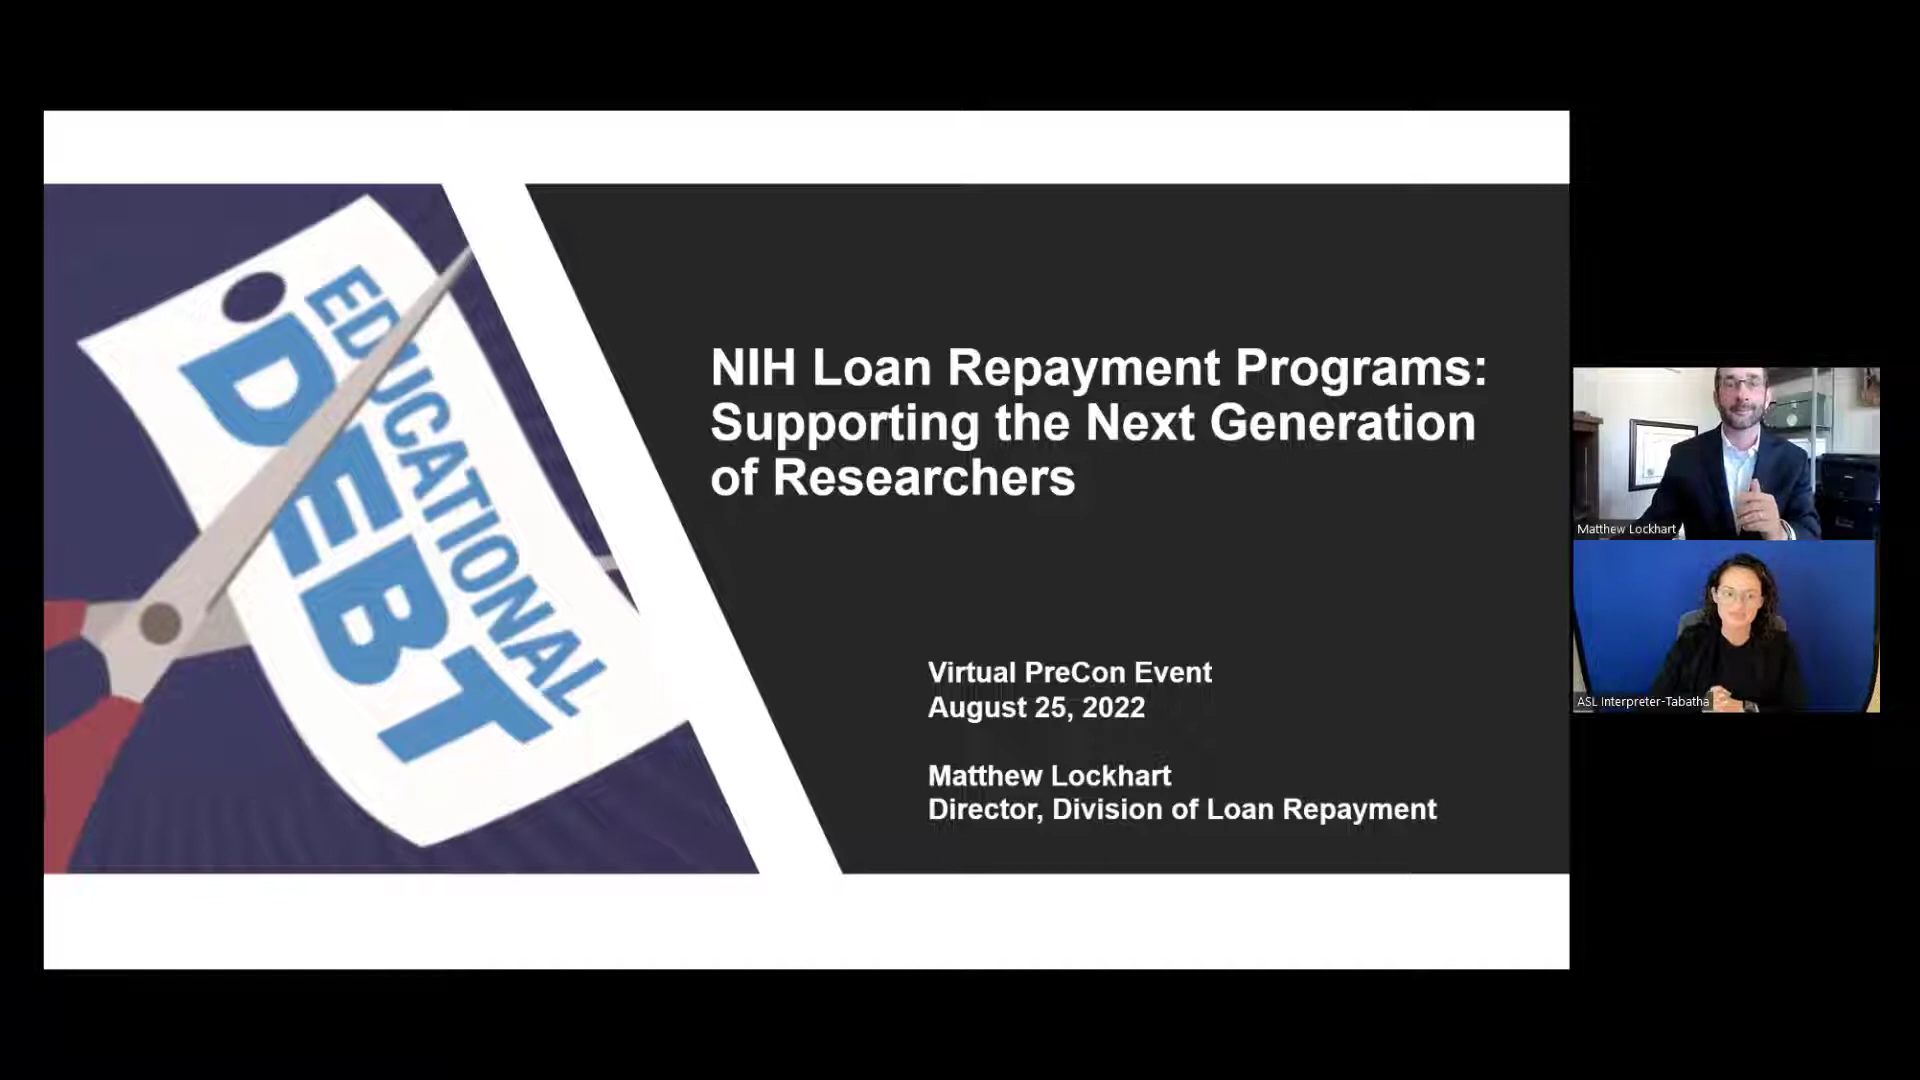 EDUCATIONAL
DEBT
NIH Loan Repayment Programs:
Supporting the Next Generation
of Researchers
Virtual PreCon Event
August 25, 2022
Matthew Lockhart
Director, Division of Loan Repayment
Matthew Lockhart
ASL Interpreter-Tabatha